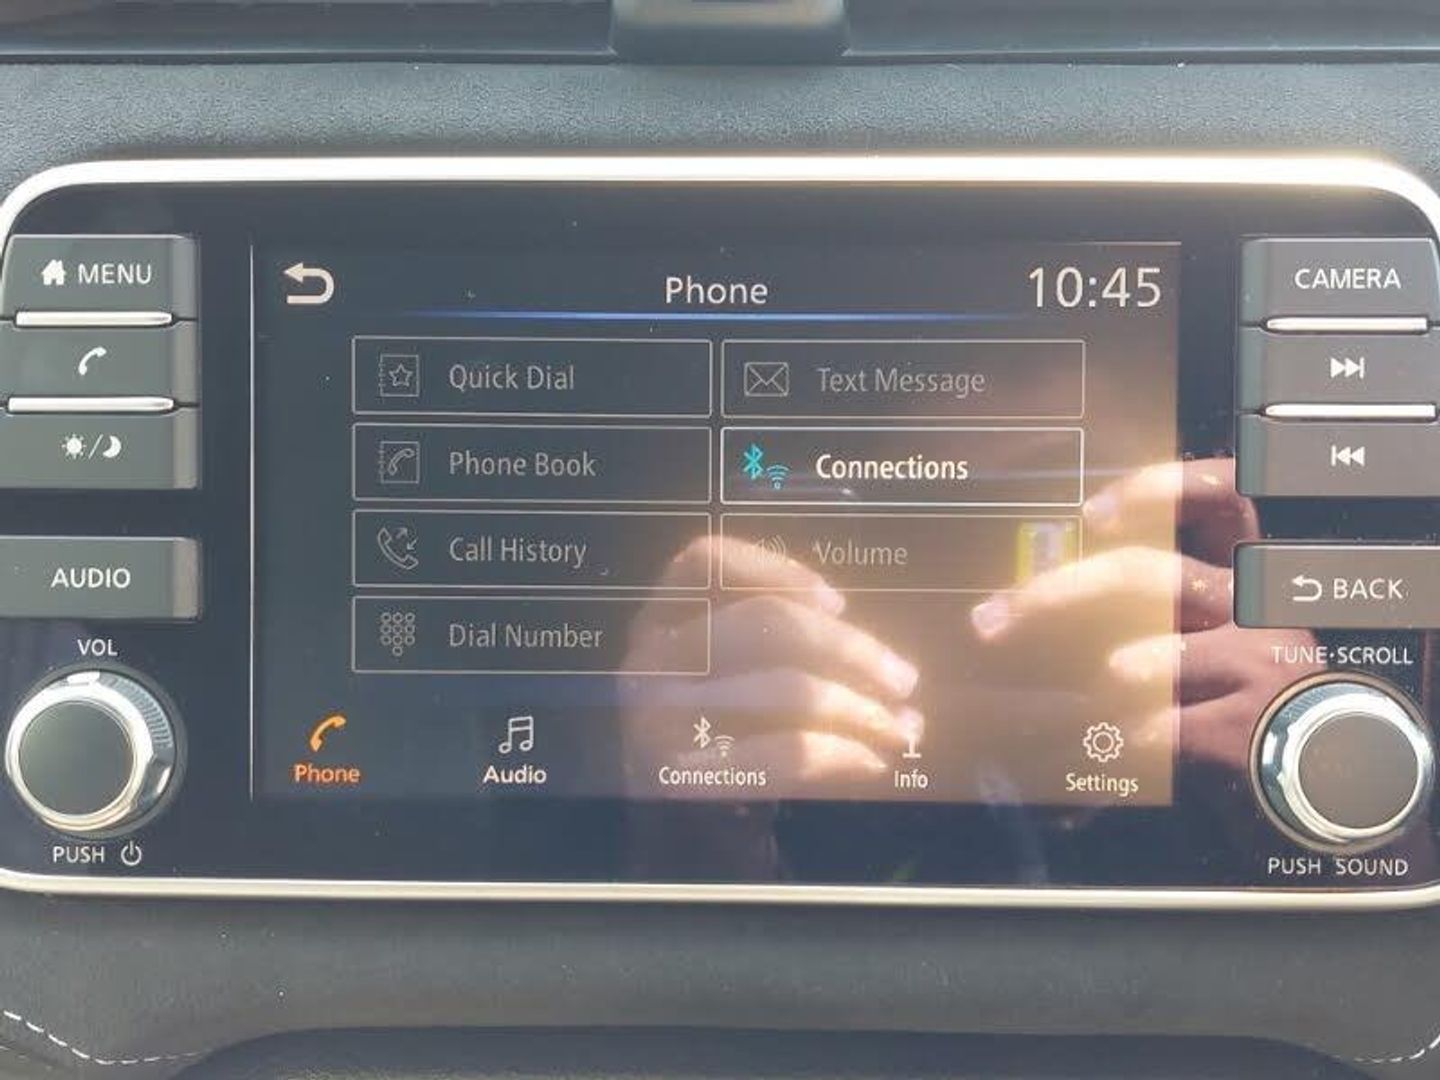 MENU
CAMERA
Phone
10:45
Quick Dial
Text Message
Phone Book
Connections
Call History
Volume
Dial Number
AUDIO
BACK
VOL
TUNE·SCROLL
Phone
Audio
Connections
Info
Settings
PUSH
PUSH SOUND